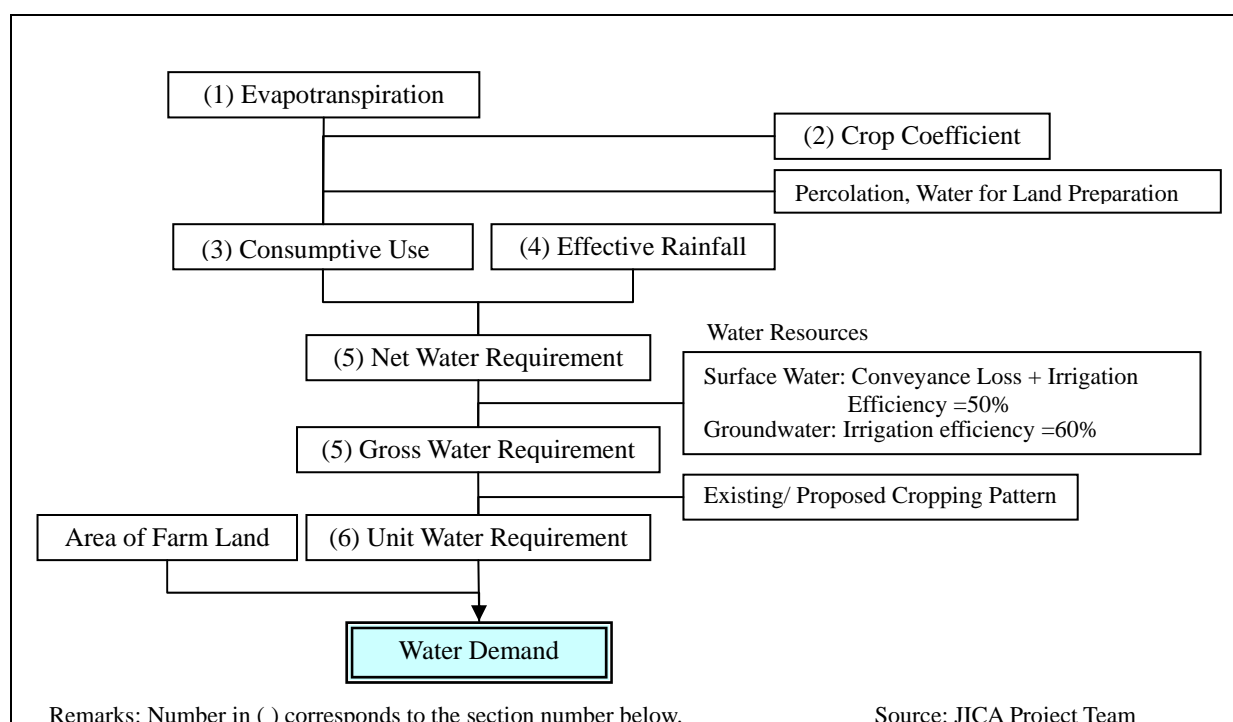 (1) Evapotranspiration
(2) Crop Coefficient
Percolation, Water for Land Preparation
(3) Consumptive Use
(4) Effective Rainfall
Water Resources
(5) Net Water Requirement
Surface Water: Conveyance Loss + Irrigation
Efficiency =50%
Groundwater: Irrigation efficiency =60%
(5) Gross Water Requirement
Existing/ Proposed Cropping Pattern
Area of Farm Land
(6) Unit Water Requirement
Water Demand
Remarks: Number in ( ) corresponds to the section number below.
Source: JICA Project Team